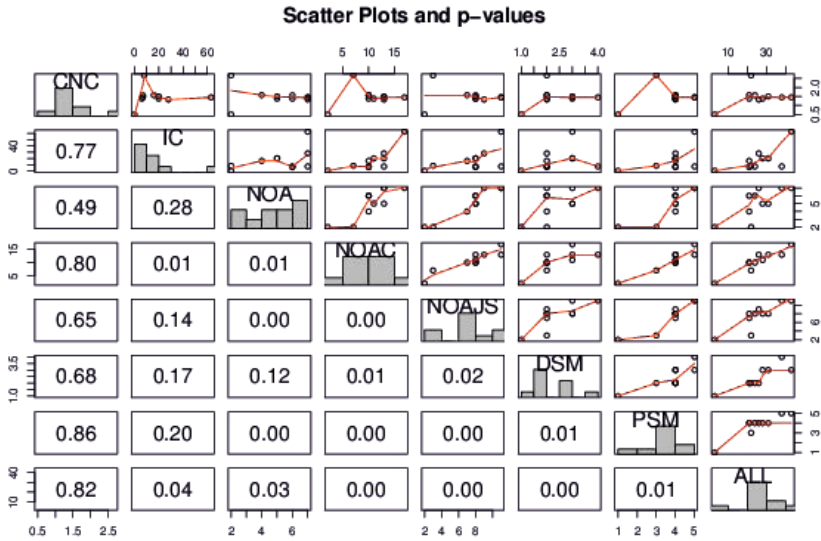 Scatter Plots and p-values
0 20 40 60
5 10 15
1.0 2.5 4.0
10 30
CNC
0.5 2.0
0 40
0.77
IC
0.49
0.28
NOA
2 5
5 15
0.80
0.01
0.01
NOAC
0.65
0.14
0.00
0.00
NOAJS
2 6
1.0 3.5
0.68
0.17
0.12
0.01
0.02
DSM
0.86
0.20
0.00
0.00
0.00
0.01
PSM
1 3 5
10 40
0.82
0.04
0.03
0.00
0.00
0.00
0.01
ALL
0.5 1.5 2.5
2 4 6
2 4 6 8
1 2 3 4 5